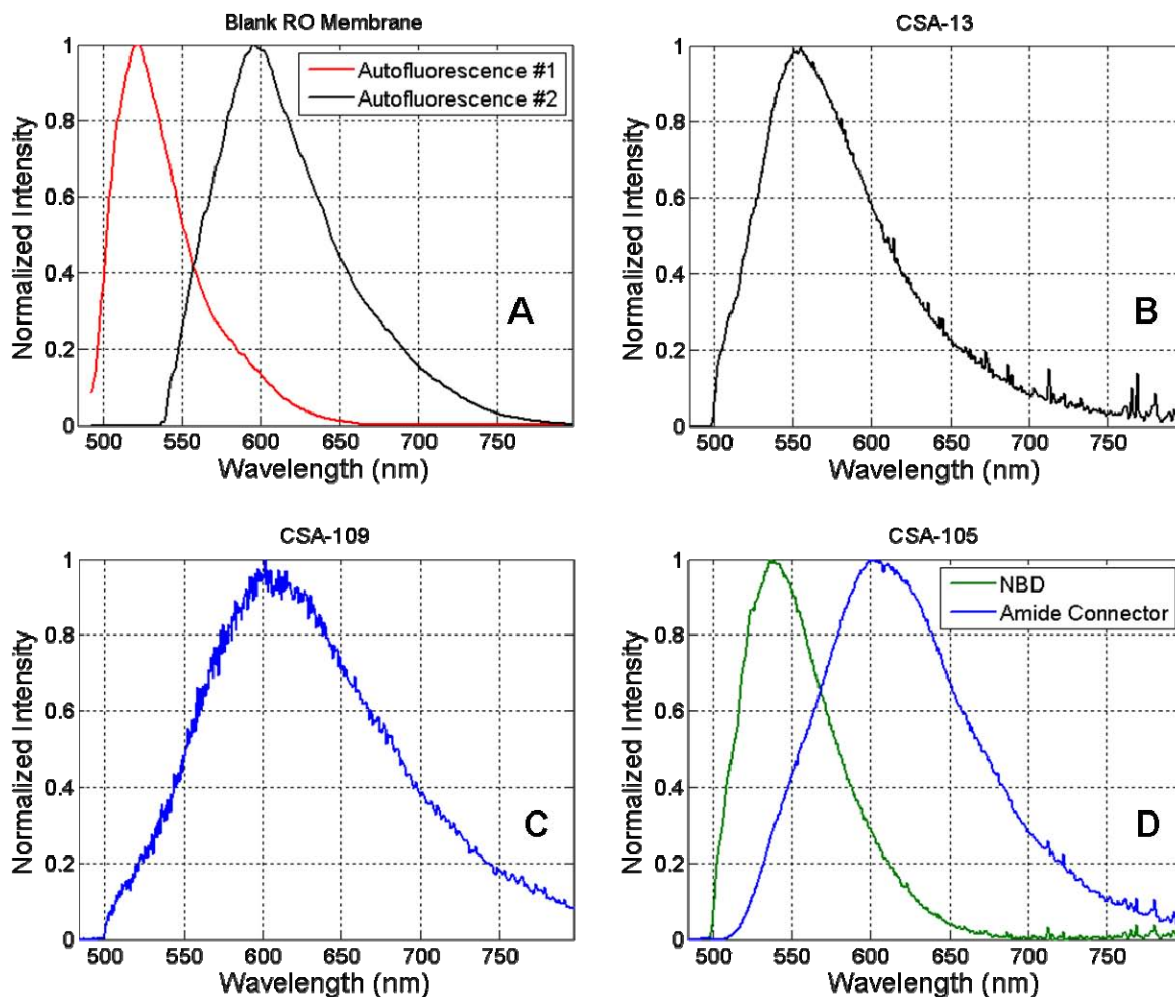 Blank RO Membrane
Normalized Intensity
1
0.8
0.6
0.4
0.2
0
Autofluorescence #1
Autofluorescence #2
A
500 550 600 650 700 750
Wavelength (nm)
CSA-13
Normalized Intensity
1
0.8
0.6
0.4
0.2
0
B
500 550 600 650 700 750
Wavelength (nm)
CSA-109
Normalized Intensity
1
0.8
0.6
0.4
0.2
0
C
500 550 600 650 700 750
Wavelength (nm)
CSA-105
Normalized Intensity
1
0.8
0.6
0.4
0.2
0
NBD
Amide Connector
D
500 550 600 650 700 750
Wavelength (nm)